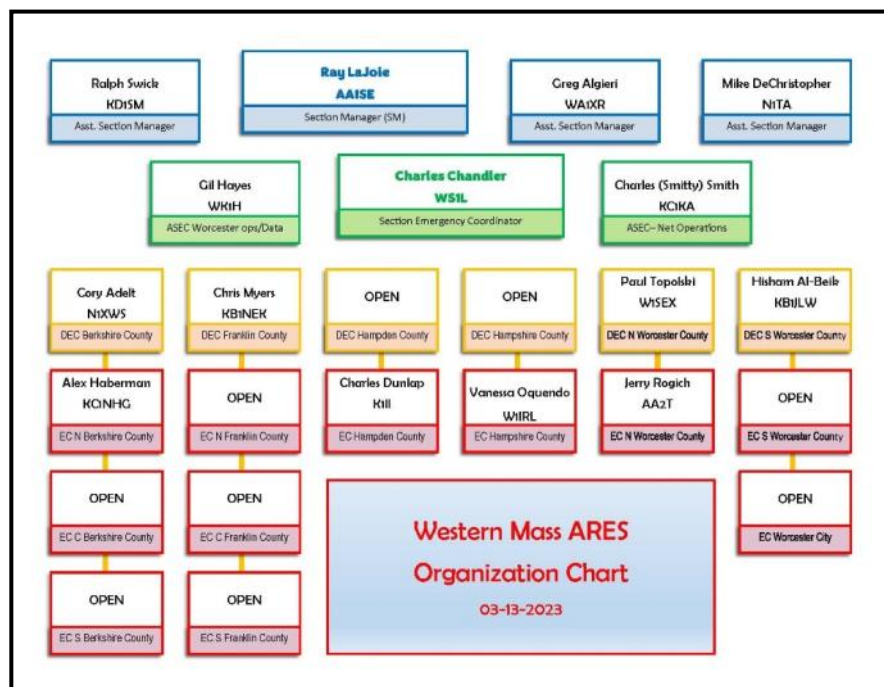 Ralph Swick
KD1SM
Asst. Section Manager
Ray LaJoie
AA1SE
Section Manager (SM)
Greg Algieri
WA1XR
Asst. Section Manager
Mike DeChristopher
N1TA
Asst. Section Manager
Gil Hayes
WK1H
ASEC Worcester ops/Data
Charles Chandler
WS1L
Section Emergency Coordinator
Charles (Smitty) Smith
KC1KA
ASEC– Net Operations
Cory Adelt
N1XWS
DEC Berkshire County
Chris Myers
KB1NEK
DEC Franklin County
OPEN
DEC Hampden County
OPEN
DEC Hampshire County
Paul Topolski
W1SEX
DEC N Worcester County
Hisham Al-Beik
KB1JLW
DEC S Worcester County
Alex Haberman
KC1NHG
EC N Berkshire County
OPEN
EC N Franklin County
Charles Dunlap
K1II
EC Hampden County
Vanessa Oquendo
W1IRL
EC Hampshire County
Jerry Rogich
AA2T
EC N Worcester County
OPEN
EC S Worcester County
OPEN
EC C Berkshire County
OPEN
EC C Franklin County
OPEN
EC Worcester City
OPEN
EC S Berkshire County
OPEN
EC S Franklin County
Western Mass ARES
Organization Chart
03-13-2023